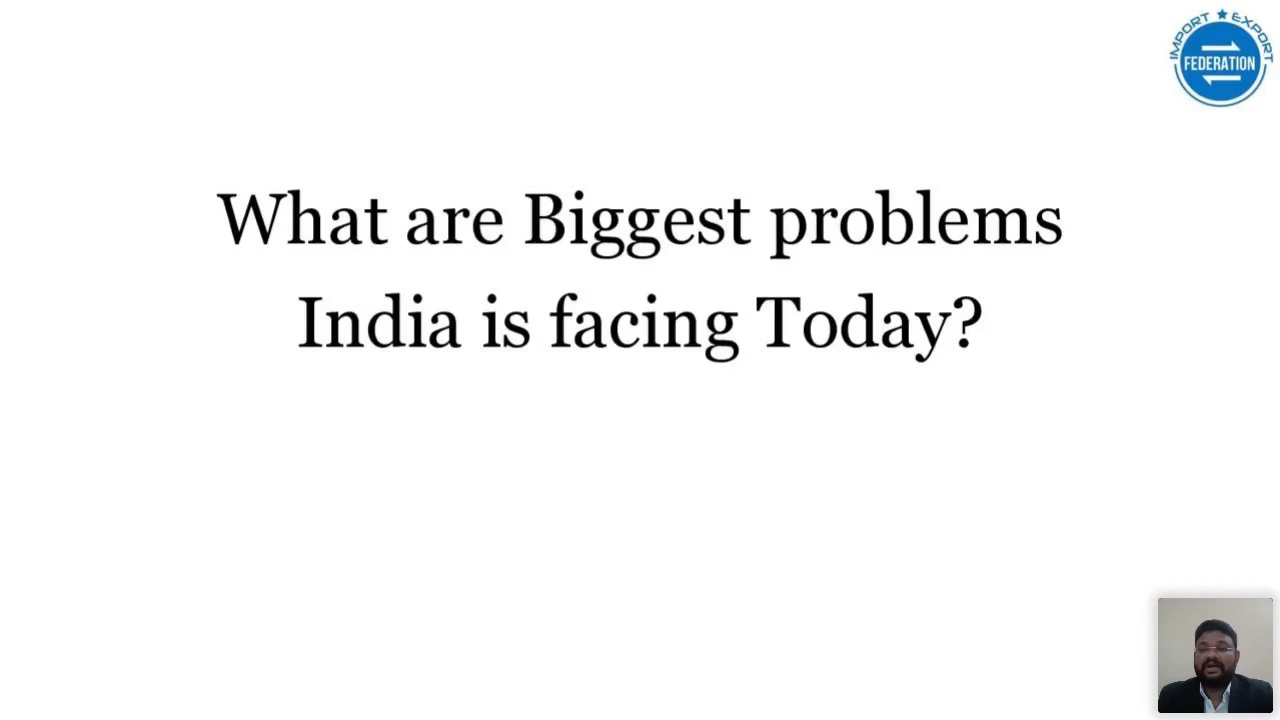 IMPORT ★ EXPORT
FEDERATION
What are Biggest problems
India is facing Today?